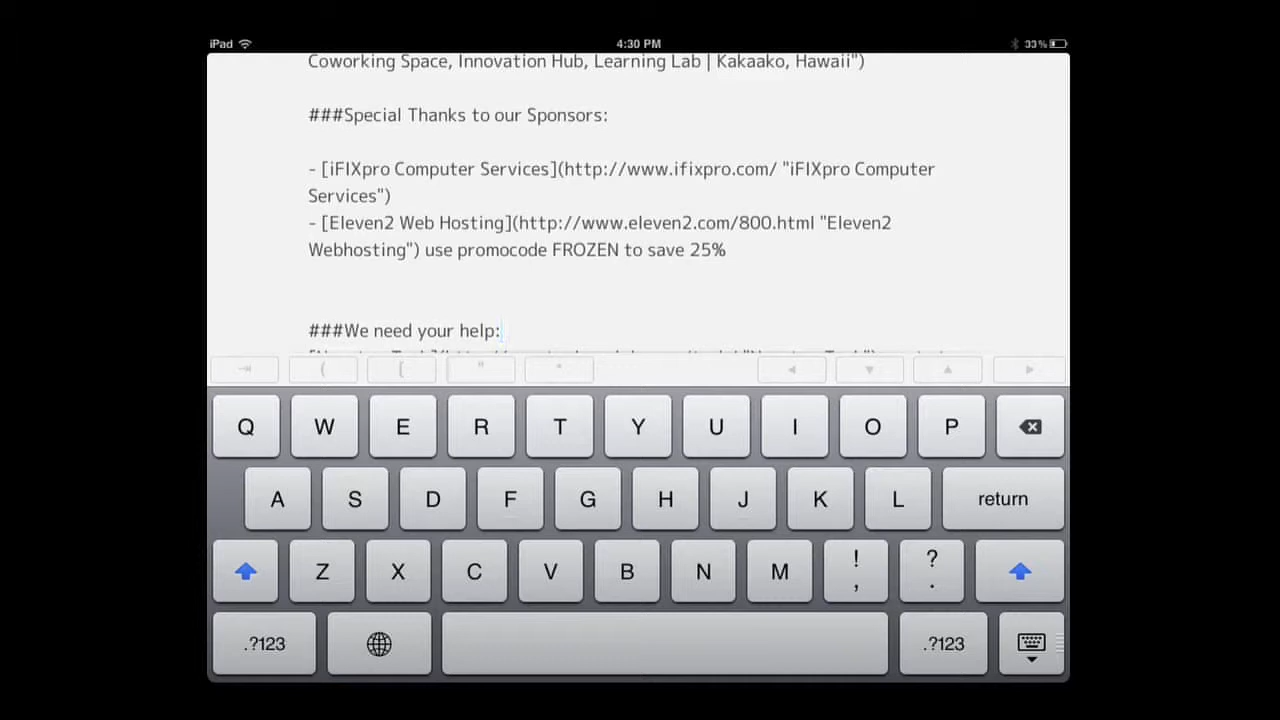 iPad 4:30 PM 33%
Coworking Space, Innovation Hub, Learning Lab | Kakaako, Hawaii")
###Special Thanks to our Sponsors:
- [iFIXpro Computer Services](http://www.ifixpro.com/ "iFIXpro Computer
Services")
- [Eleven2 Web Hosting](http://www.eleven2.com/800.html "Eleven2
Webhosting") use promocode FROZEN to save 25%
###We need your help:
( [ " *
Q W E R T Y U I O P
A S D F G H J K L return
Z X C V B N M ! , ? .
.?123 .?123